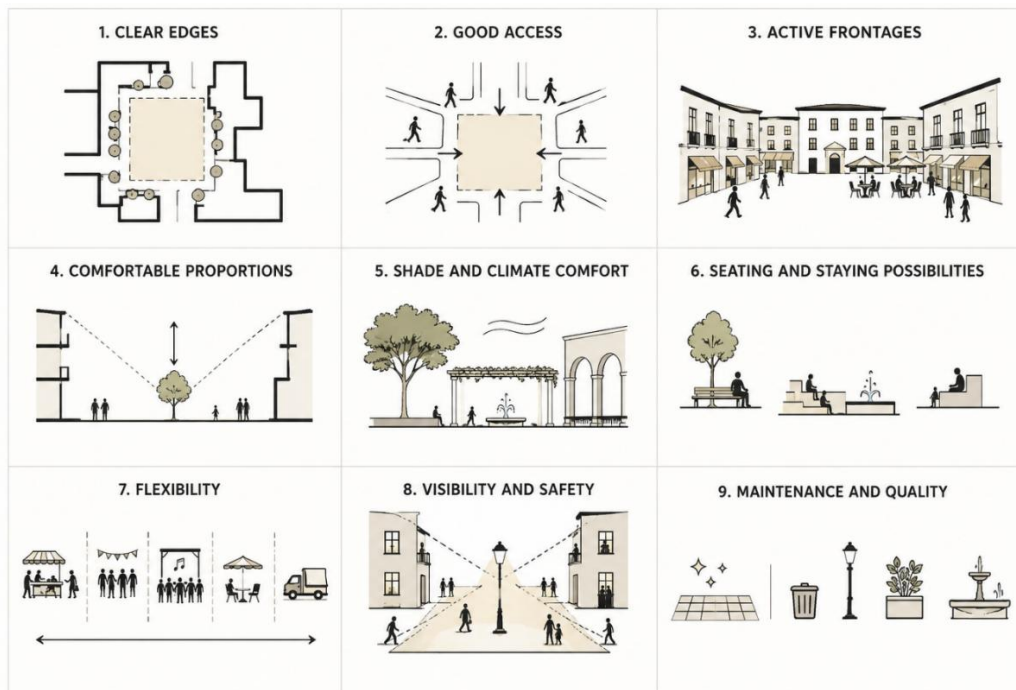 1. CLEAR EDGES
2. GOOD ACCESS
3. ACTIVE FRONTAGES
4. COMFORTABLE PROPORTIONS
5. SHADE AND CLIMATE COMFORT
6. SEATING AND STAYING POSSIBILITIES
7. FLEXIBILITY
8. VISIBILITY AND SAFETY
9. MAINTENANCE AND QUALITY